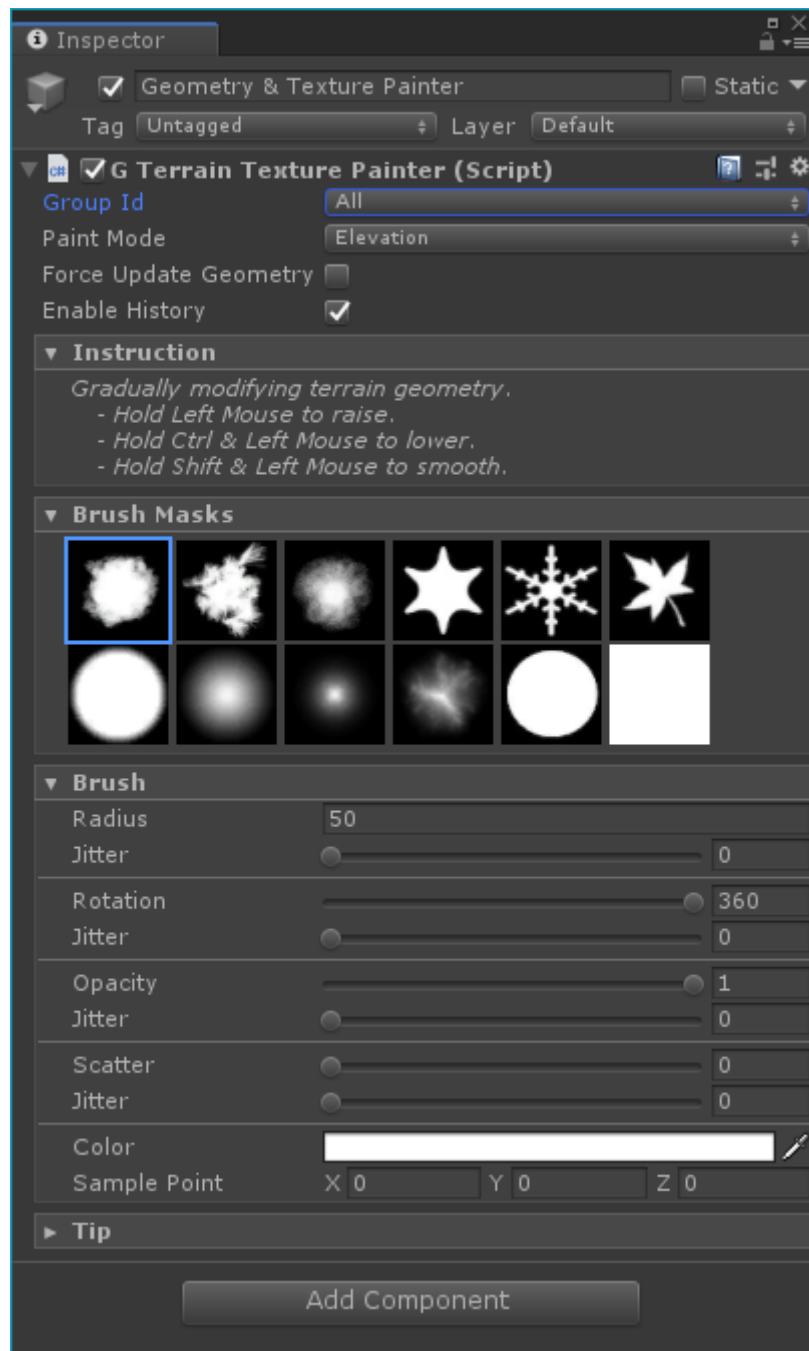 Inspector
Geometry & Texture Painter Static
Tag Untagged Layer Default
C# G Terrain Texture Painter (Script)
Group Id All
Paint Mode Elevation
Force Update Geometry
Enable History
Instruction
Gradually modifying terrain geometry.
- Hold Left Mouse to raise.
- Hold Ctrl & Left Mouse to lower.
- Hold Shift & Left Mouse to smooth.
Brush Masks
Brush
Radius 50
Jitter 0
Rotation 360
Jitter 0
Opacity 1
Jitter 0
Scatter 0
Jitter 0
Color
Sample Point X 0 Y 0 Z 0
Tip
Add Component